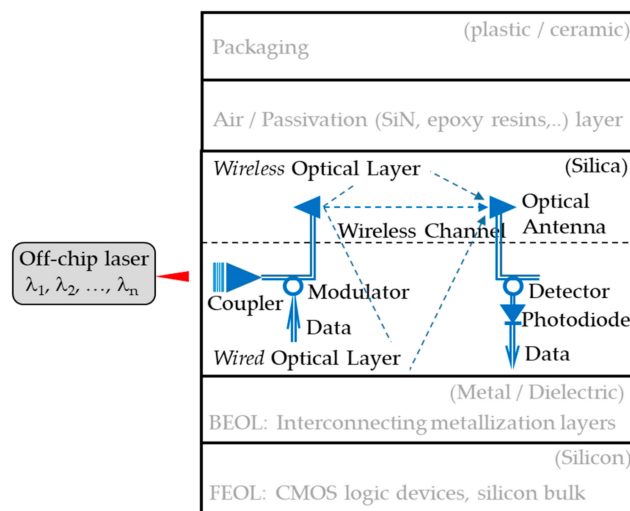 (plastic / ceramic)
Packaging
Air / Passivation (SiN, epoxy resins,..) layer
Wireless Optical Layer
(Silica)
Optical
Antenna
Wireless Channel
Off-chip laser
λ1, λ2, ..., λn
Coupler
Modulator
Data
Detector
Photodiode
Data
Wired Optical Layer
(Metal / Dielectric)
BEOL: Interconnecting metallization layers
(Silicon)
FEOL: CMOS logic devices, silicon bulk